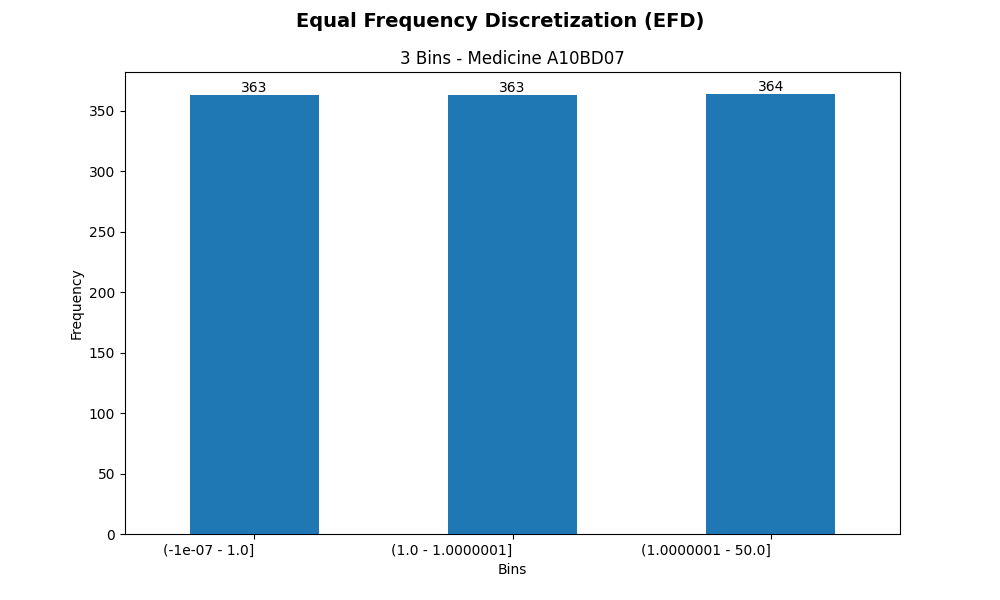 Equal Frequency Discretization (EFD)
3 Bins - Medicine A10BD07
363
363
364
350
300
250
200
150
100
50
0
Frequency
(-1e-07 - 1.0]
(1.0 - 1.0000001]
(1.0000001 - 50.0]
Bins